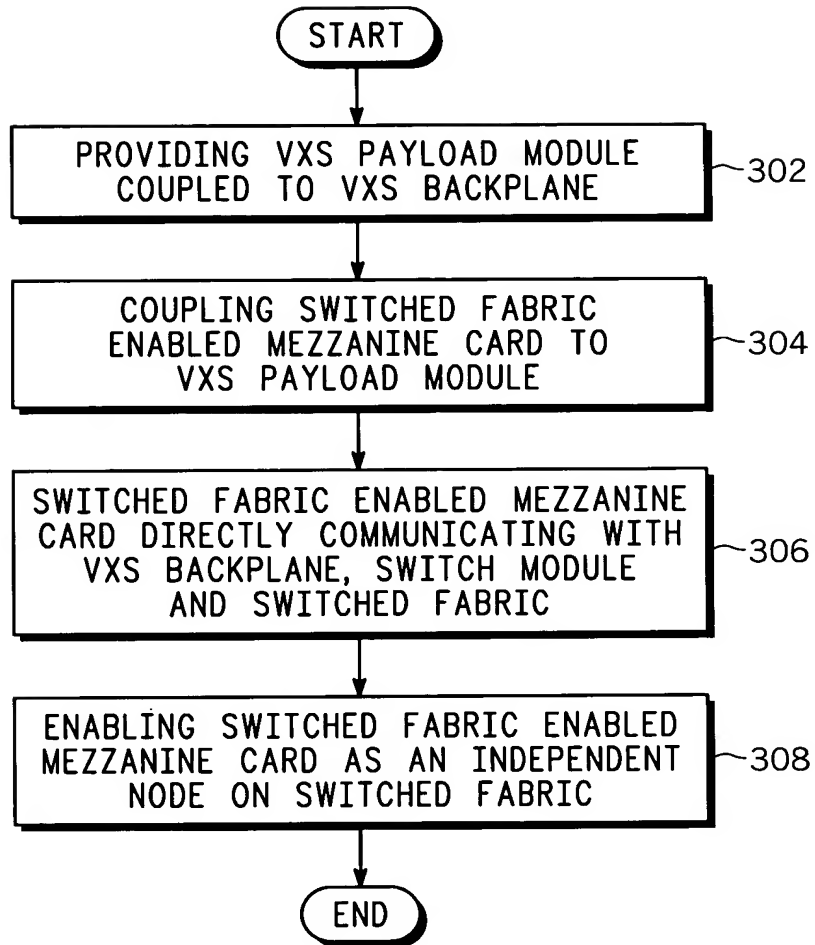 START
PROVIDING VXS PAYLOAD MODULE
COUPLED TO VXS BACKPLANE
302
COUPLING SWITCHED FABRIC
ENABLED MEZZANINE CARD TO
VXS PAYLOAD MODULE
304
SWITCHED FABRIC ENABLED MEZZANINE
CARD DIRECTLY COMMUNICATING WITH
VXS BACKPLANE, SWITCH MODULE
AND SWITCHED FABRIC
306
ENABLING SWITCHED FABRIC ENABLED
MEZZANINE CARD AS AN INDEPENDENT
NODE ON SWITCHED FABRIC
308
END